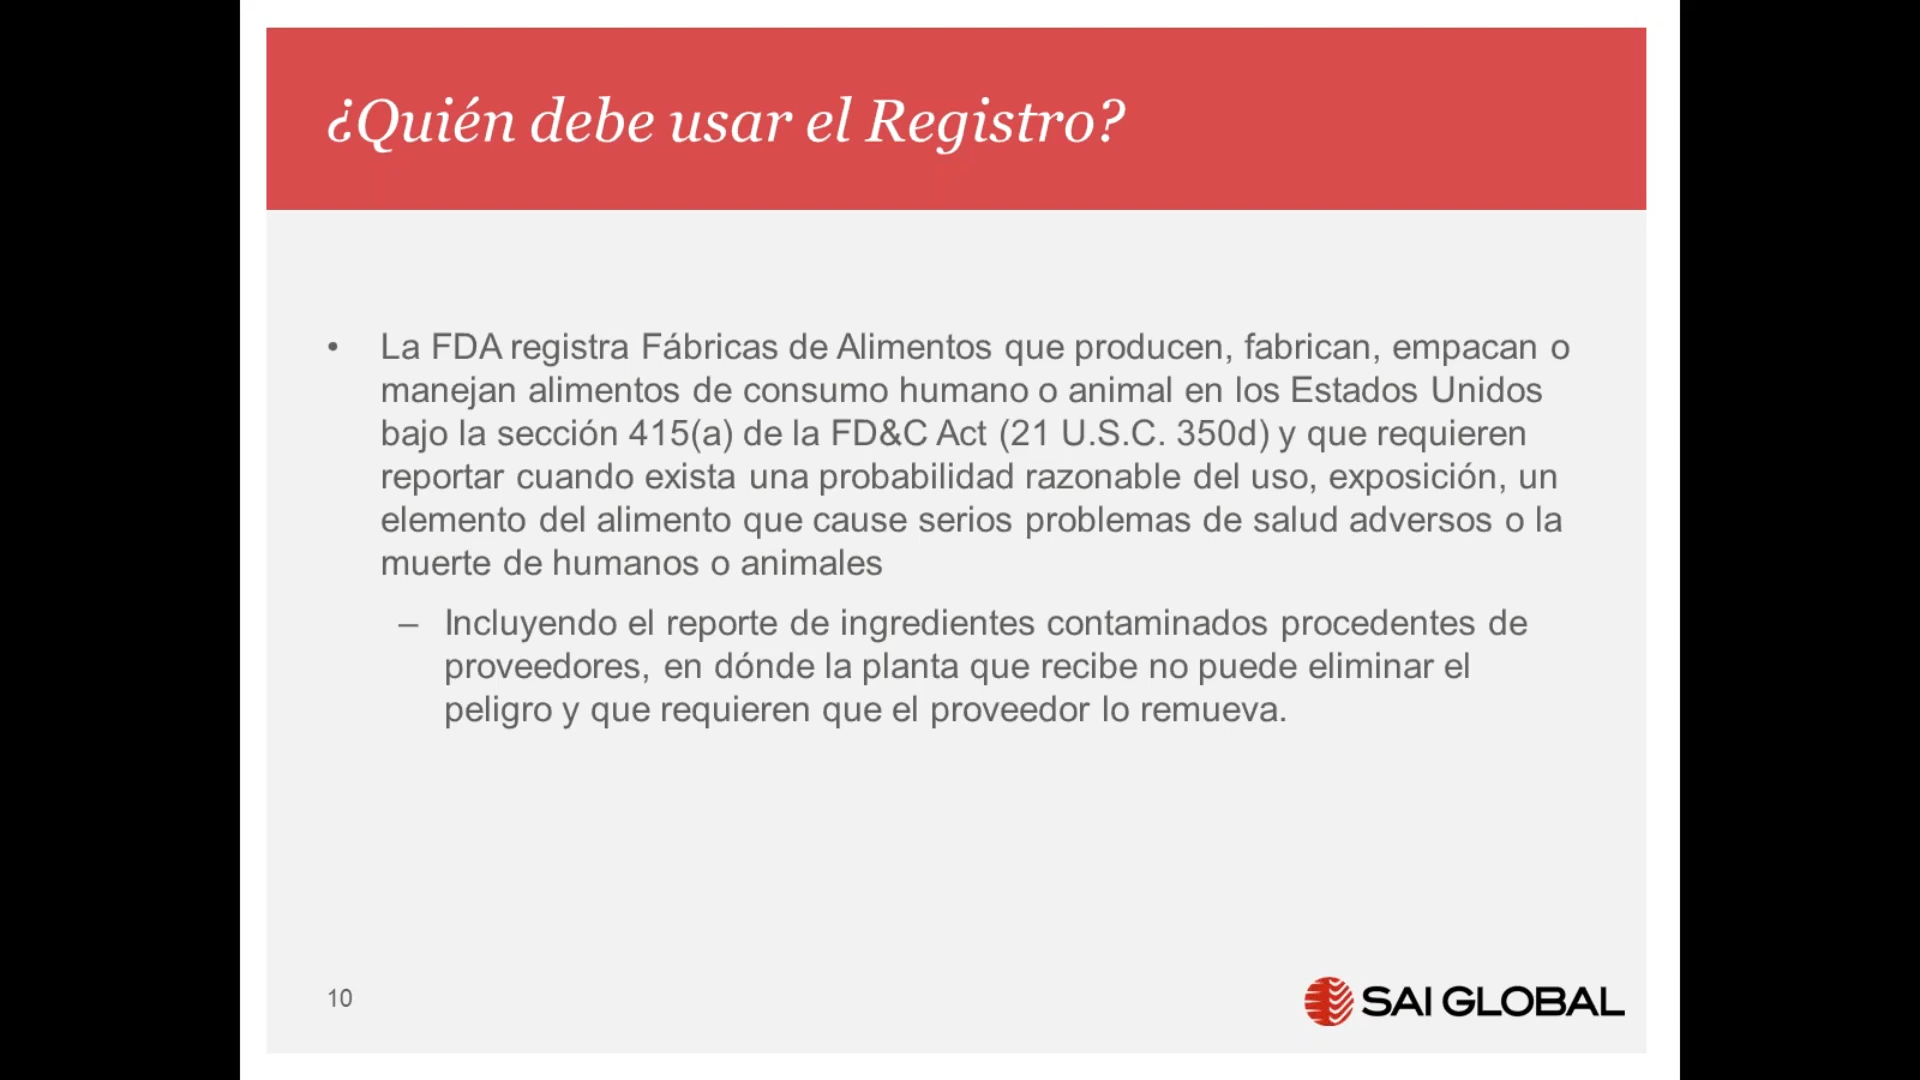 ¿Quién debe usar el Registro?
• La FDA registra Fábricas de Alimentos que producen, fabrican, empacan o
manejan alimentos de consumo humano o animal en los Estados Unidos
bajo la sección 415(a) de la FD&C Act (21 U.S.C. 350d) y que requieren
reportar cuando exista una probabilidad razonable del uso, exposición, un
elemento del alimento que cause serios problemas de salud adversos o la
muerte de humanos o animales
– Incluyendo el reporte de ingredientes contaminados procedentes de
proveedores, en dónde la planta que recibe no puede eliminar el
peligro y que requieren que el proveedor lo remueva.
10
SAI GLOBAL